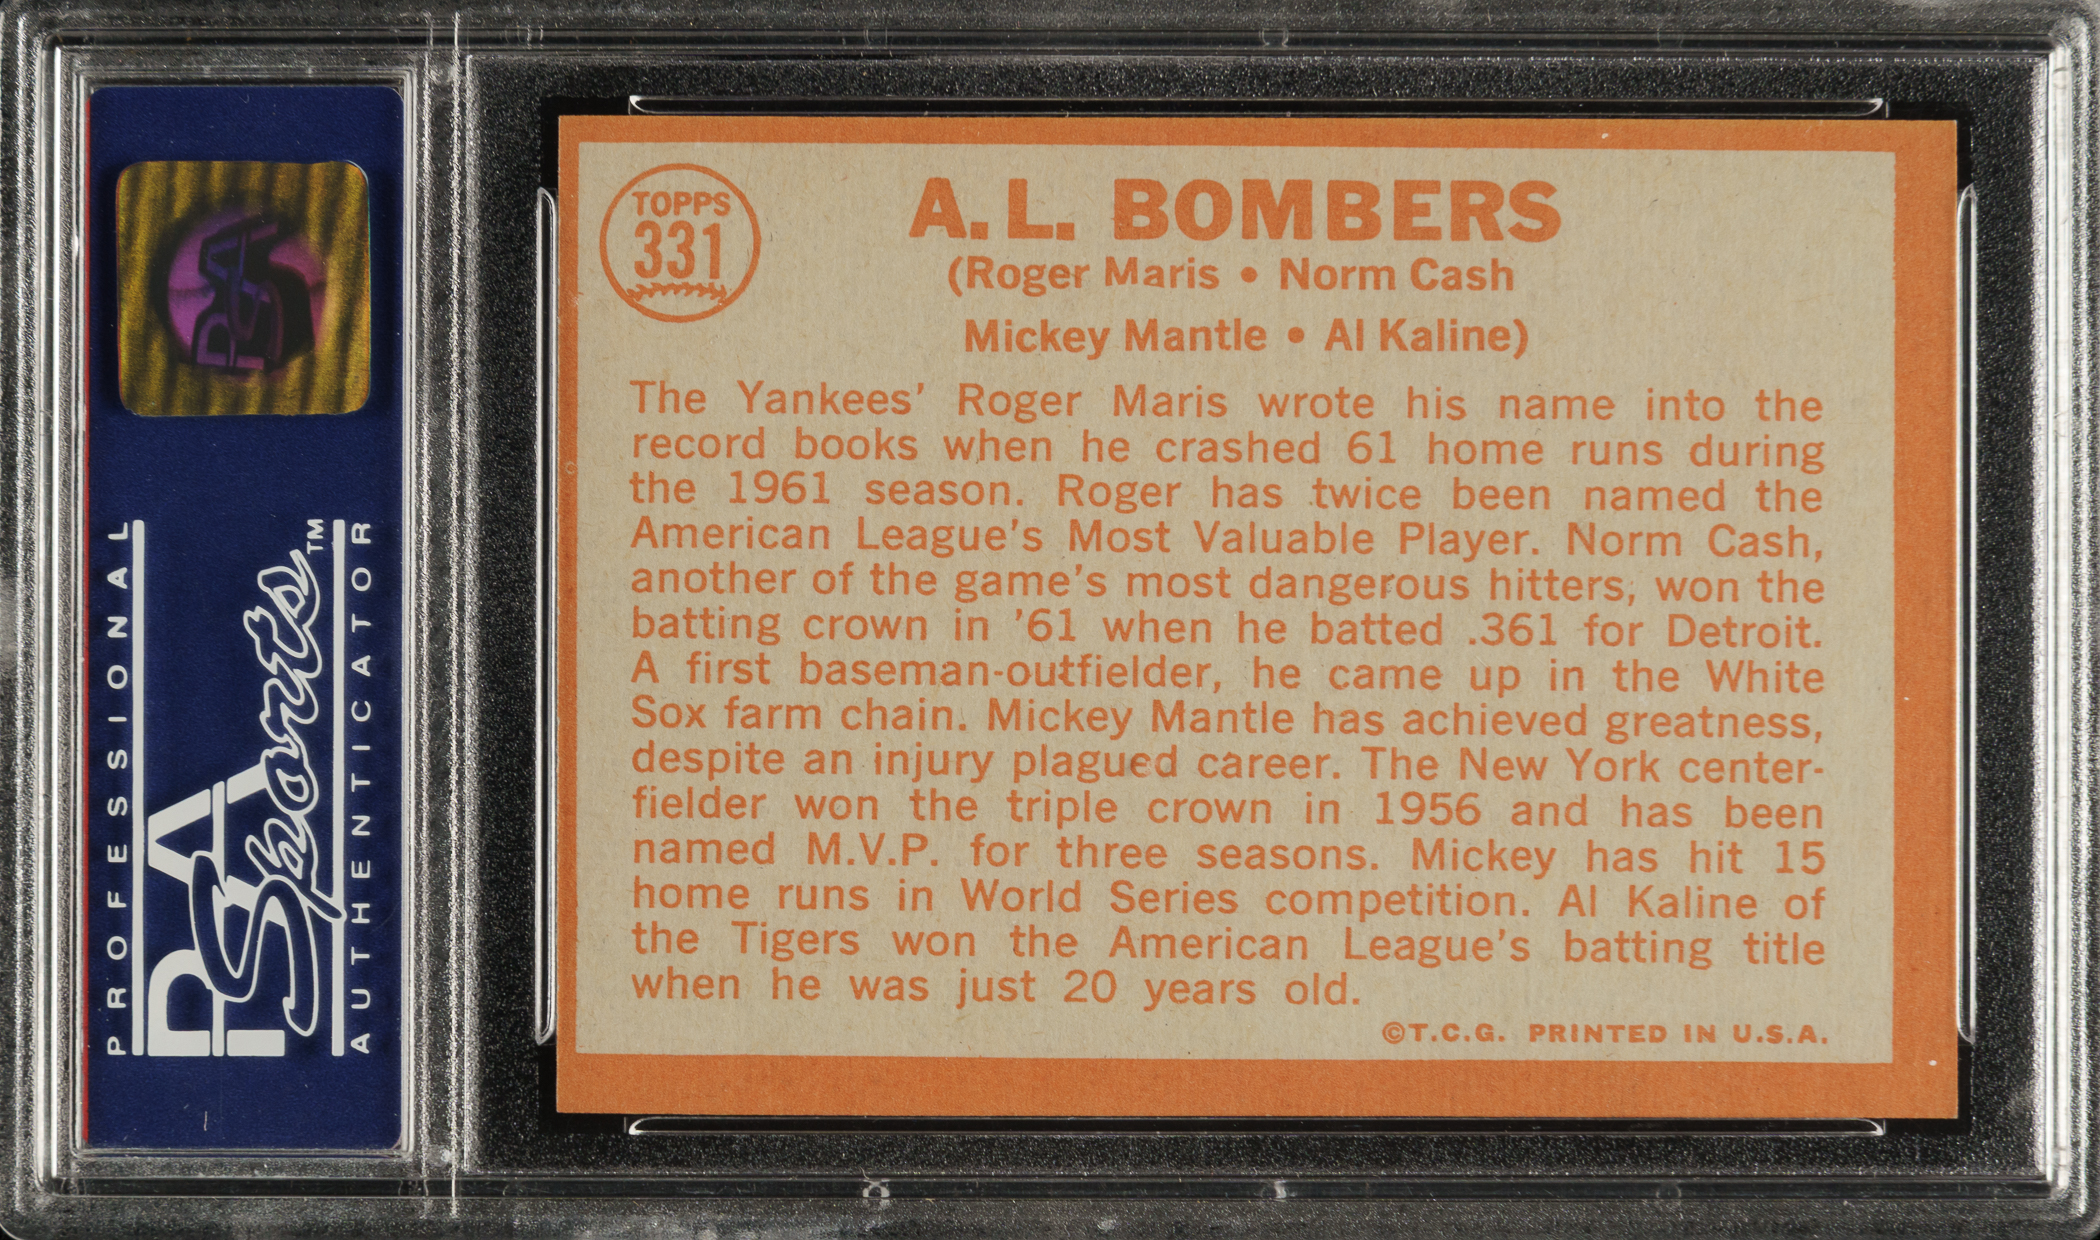 PROFESSIONAL
PSA
Sports™
AUTHENTICATOR
PSA
TOPPS
331
A.L. BOMBERS
(Roger Maris • Norm Cash
Mickey Mantle • Al Kaline)
The Yankees' Roger Maris wrote his name into the
record books when he crashed 61 home runs during
the 1961 season. Roger has twice been named the
American League's Most Valuable Player. Norm Cash,
another of the game's most dangerous hitters, won the
batting crown in '61 when he batted .361 for Detroit.
A first baseman-outfielder, he came up in the White
Sox farm chain. Mickey Mantle has achieved greatness,
despite an injury plagued career. The New York center-
fielder won the triple crown in 1956 and has been
named M.V.P. for three seasons. Mickey has hit 15
home runs in World Series competition. Al Kaline of
the Tigers won the American League's batting title
when he was just 20 years old.
©T.C.G. PRINTED IN U.S.A.